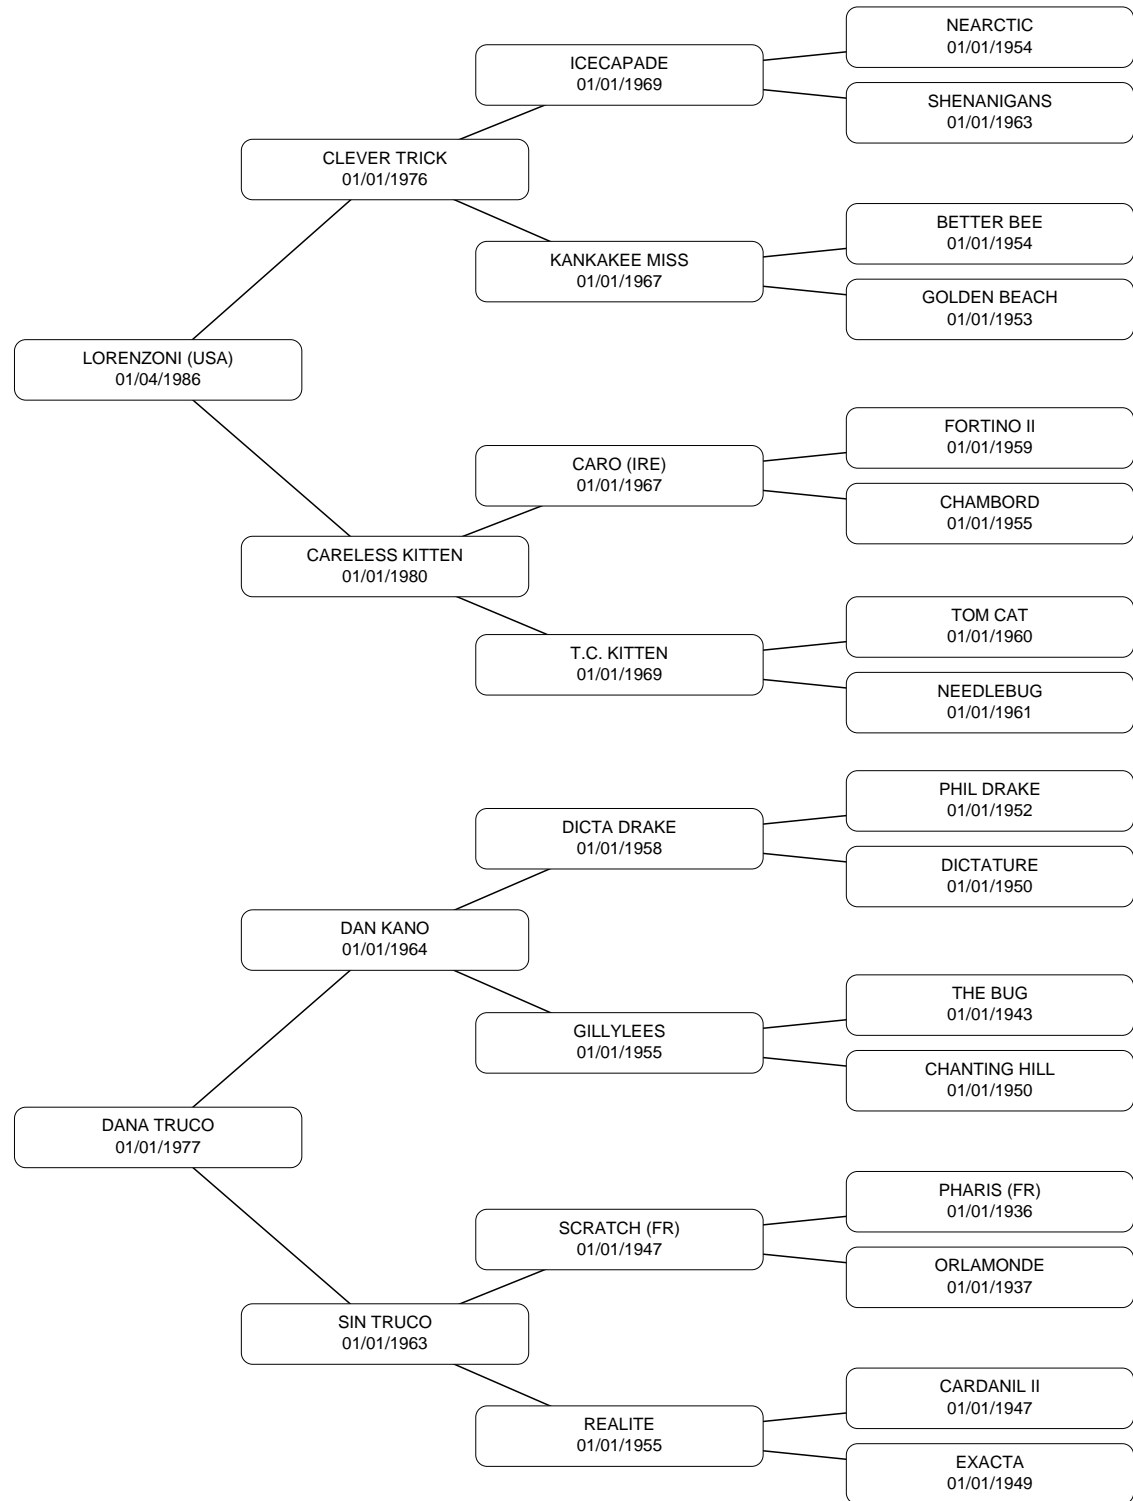 NEARCTIC
01/01/1954
ICECAPADE
01/01/1969
SHENANIGANS
01/01/1963
CLEVER TRICK
01/01/1976
BETTER BEE
01/01/1954
KANKAKEE MISS
01/01/1967
GOLDEN BEACH
01/01/1953
LORENZONI (USA)
01/04/1986
FORTINO II
01/01/1959
CARO (IRE)
01/01/1967
CHAMBORD
01/01/1955
CARELESS KITTEN
01/01/1980
TOM CAT
01/01/1960
T.C. KITTEN
01/01/1969
NEEDLEBUG
01/01/1961
PHIL DRAKE
01/01/1952
DICTA DRAKE
01/01/1958
DICTATURE
01/01/1950
DAN KANO
01/01/1964
THE BUG
01/01/1943
GILLYLEES
01/01/1955
CHANTING HILL
01/01/1950
DANA TRUCO
01/01/1977
PHARIS (FR)
01/01/1936
SCRATCH (FR)
01/01/1947
ORLAMONDE
01/01/1937
SIN TRUCO
01/01/1963
CARDANIL II
01/01/1947
REALITE
01/01/1955
EXACTA
01/01/1949